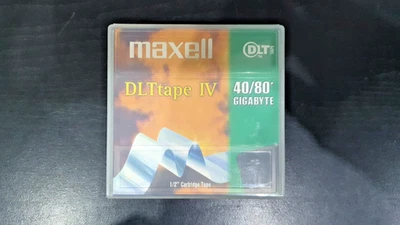 maxell
DLT
DLTtape IV
40/80*
GIGABYTE
1/2" Cartridge Tape